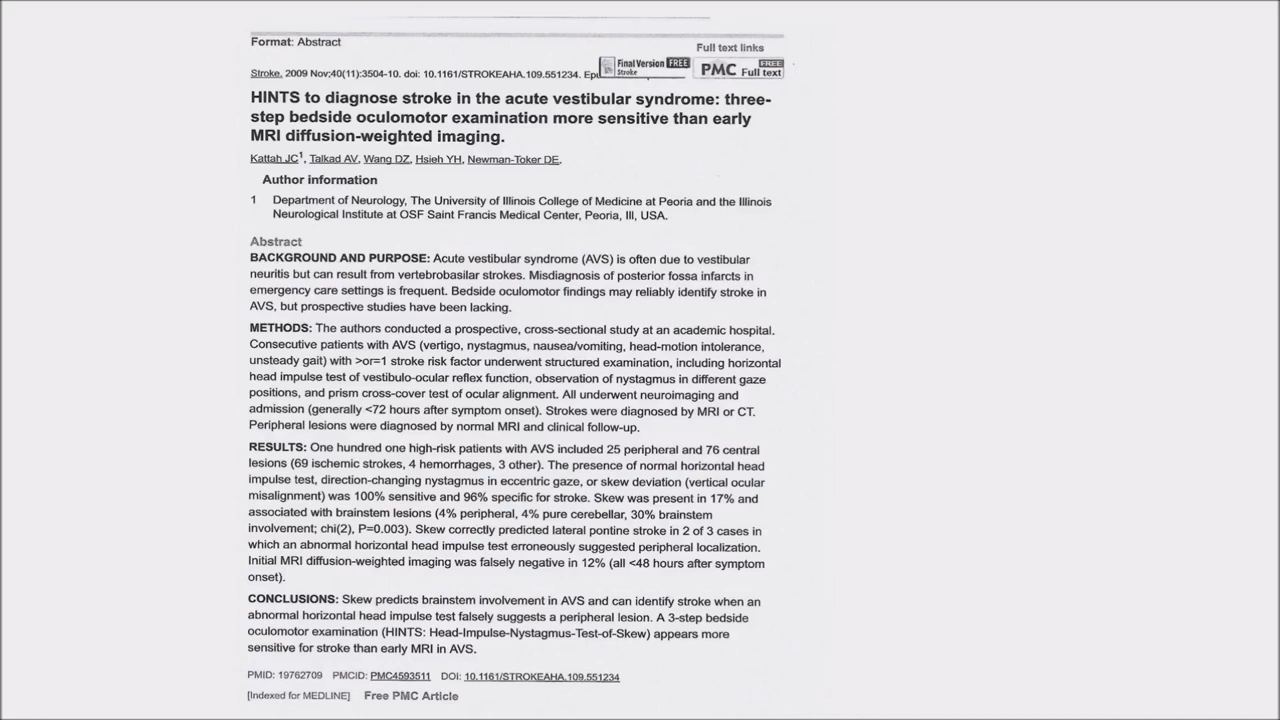 Format: Abstract
Full text links
Final Version FREE
Stroke
PMC FREE
Full text
Stroke. 2009 Nov;40(11):3504-10. doi: 10.1161/STROKEAHA.109.551234.
HINTS to diagnose stroke in the acute vestibular syndrome: three-
step bedside oculomotor examination more sensitive than early
MRI diffusion-weighted imaging.
Kattah JC1, Talkad AV, Wang DZ, Hsieh YH, Newman-Toker DE.
Author information
1 Department of Neurology, The University of Illinois College of Medicine at Peoria and the Illinois
Neurological Institute at OSF Saint Francis Medical Center, Peoria, Ill, USA.
Abstract
BACKGROUND AND PURPOSE: Acute vestibular syndrome (AVS) is often due to vestibular
neuritis but can result from vertebrobasilar strokes. Misdiagnosis of posterior fossa infarcts in
emergency care settings is frequent. Bedside oculomotor findings may reliably identify stroke in
AVS, but prospective studies have been lacking.
METHODS: The authors conducted a prospective, cross-sectional study at an academic hospital.
Consecutive patients with AVS (vertigo, nystagmus, nausea/vomiting, head-motion intolerance,
unsteady gait) with >or=1 stroke risk factor underwent structured examination, including horizontal
head impulse test of vestibulo-ocular reflex function, observation of nystagmus in different gaze
positions, and prism cross-cover test of ocular alignment. All underwent neuroimaging and
admission (generally <72 hours after symptom onset). Strokes were diagnosed by MRI or CT.
Peripheral lesions were diagnosed by normal MRI and clinical follow-up.
RESULTS: One hundred one high-risk patients with AVS included 25 peripheral and 76 central
lesions (69 ischemic strokes, 4 hemorrhages, 3 other). The presence of normal horizontal head
impulse test, direction-changing nystagmus in eccentric gaze, or skew deviation (vertical ocular
misalignment) was 100% sensitive and 96% specific for stroke. Skew was present in 17% and
associated with brainstem lesions (4% peripheral, 4% pure cerebellar, 30% brainstem
involvement; chi(2), P=0.003). Skew correctly predicted lateral pontine stroke in 2 of 3 cases in
which an abnormal horizontal head impulse test erroneously suggested peripheral localization.
Initial MRI diffusion-weighted imaging was falsely negative in 12% (all <48 hours after symptom
onset).
CONCLUSIONS: Skew predicts brainstem involvement in AVS and can identify stroke when an
abnormal horizontal head impulse test falsely suggests a peripheral lesion. A 3-step bedside
oculomotor examination (HINTS: Head-Impulse-Nystagmus-Test-of-Skew) appears more
sensitive for stroke than early MRI in AVS.
PMID: 19762709 PMCID: PMC4593511 DOI: 10.1161/STROKEAHA.109.551234
[Indexed for MEDLINE] Free PMC Article